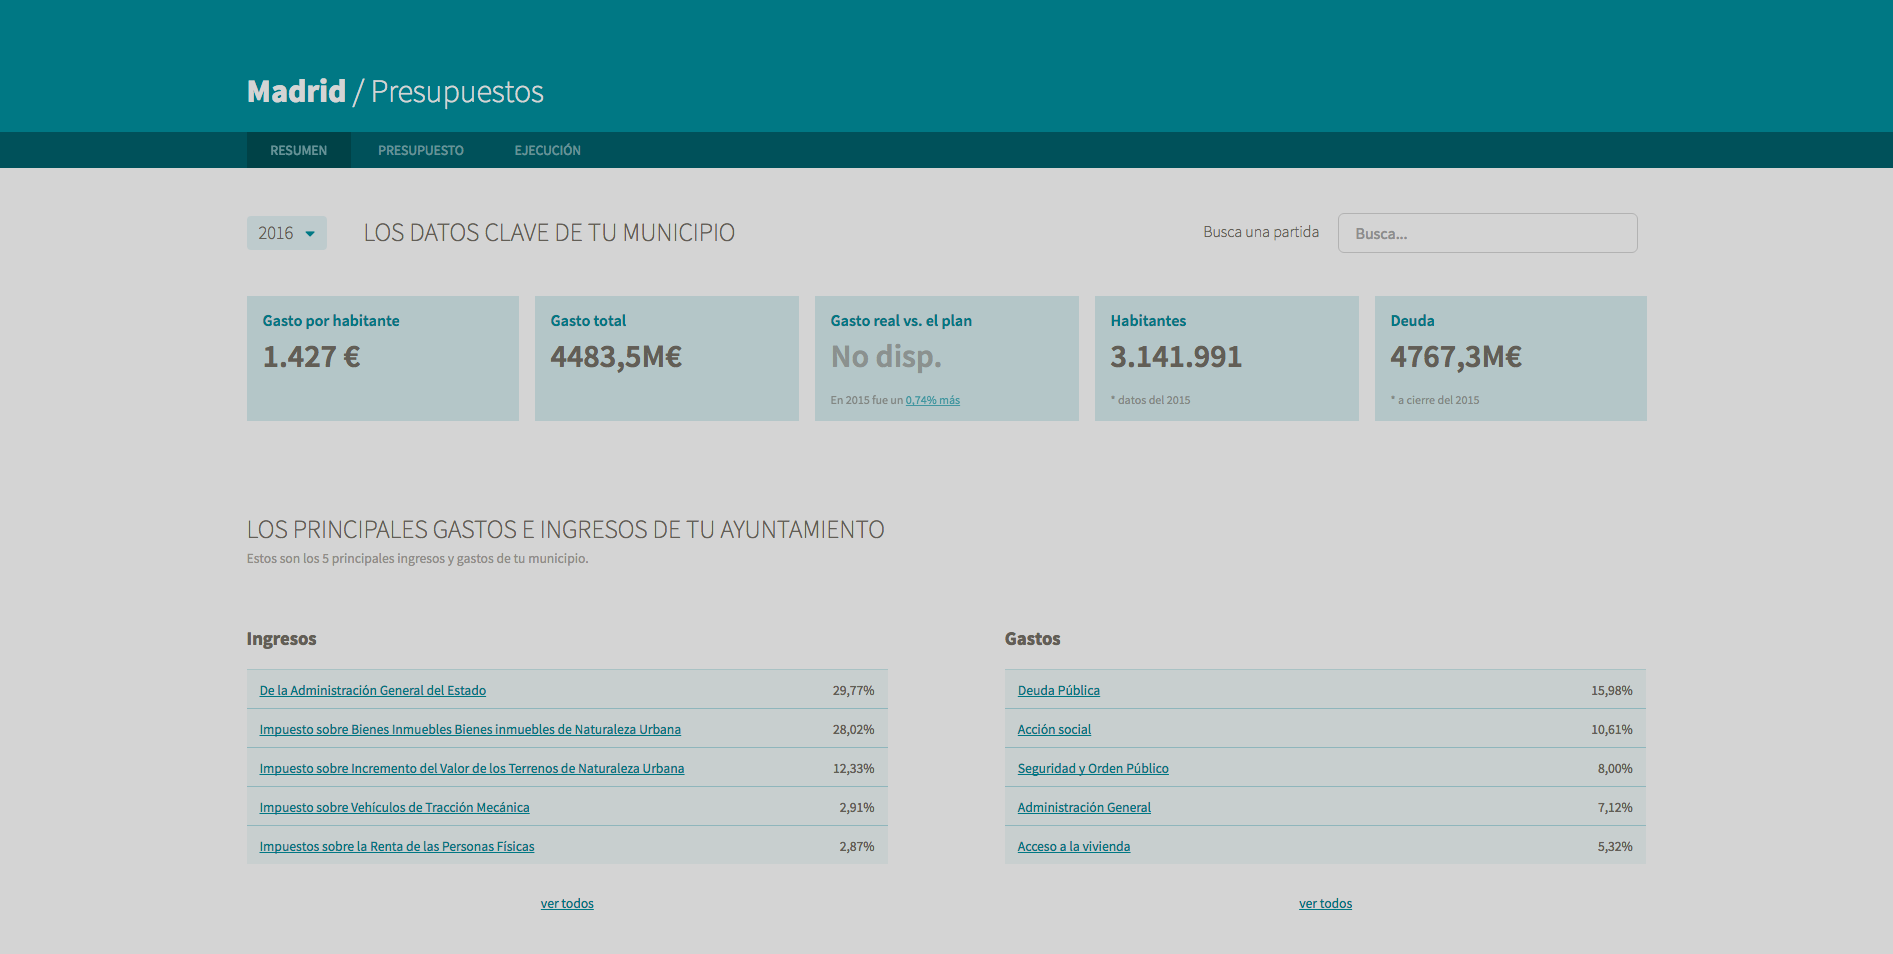 Madrid / Presupuestos
RESUMEN PRESUPUESTO EJECUCIÓN
2016 LOS DATOS CLAVE DE TU MUNICIPIO Busca una partida Busca...
Gasto por habitante
1.427 €
Gasto total
4483,5M€
Gasto real vs. el plan
No disp.
En 2015 fue un 0,74% más
Habitantes
3.141.991
* datos del 2015
Deuda
4767,3M€
* a cierre del 2015
LOS PRINCIPALES GASTOS E INGRESOS DE TU AYUNTAMIENTO
Estos son los 5 principales ingresos y gastos de tu municipio.
Ingresos
De la Administración General del Estado 29,77%
Impuesto sobre Bienes Inmuebles Bienes inmuebles de Naturaleza Urbana 28,02%
Impuesto sobre Incremento del Valor de los Terrenos de Naturaleza Urbana 12,33%
Impuesto sobre Vehículos de Tracción Mecánica 2,91%
Impuestos sobre la Renta de las Personas Físicas 2,87%
ver todos
Gastos
Deuda Pública 15,98%
Acción social 10,61%
Seguridad y Orden Público 8,00%
Administración General 7,12%
Acceso a la vivienda 5,32%
ver todos